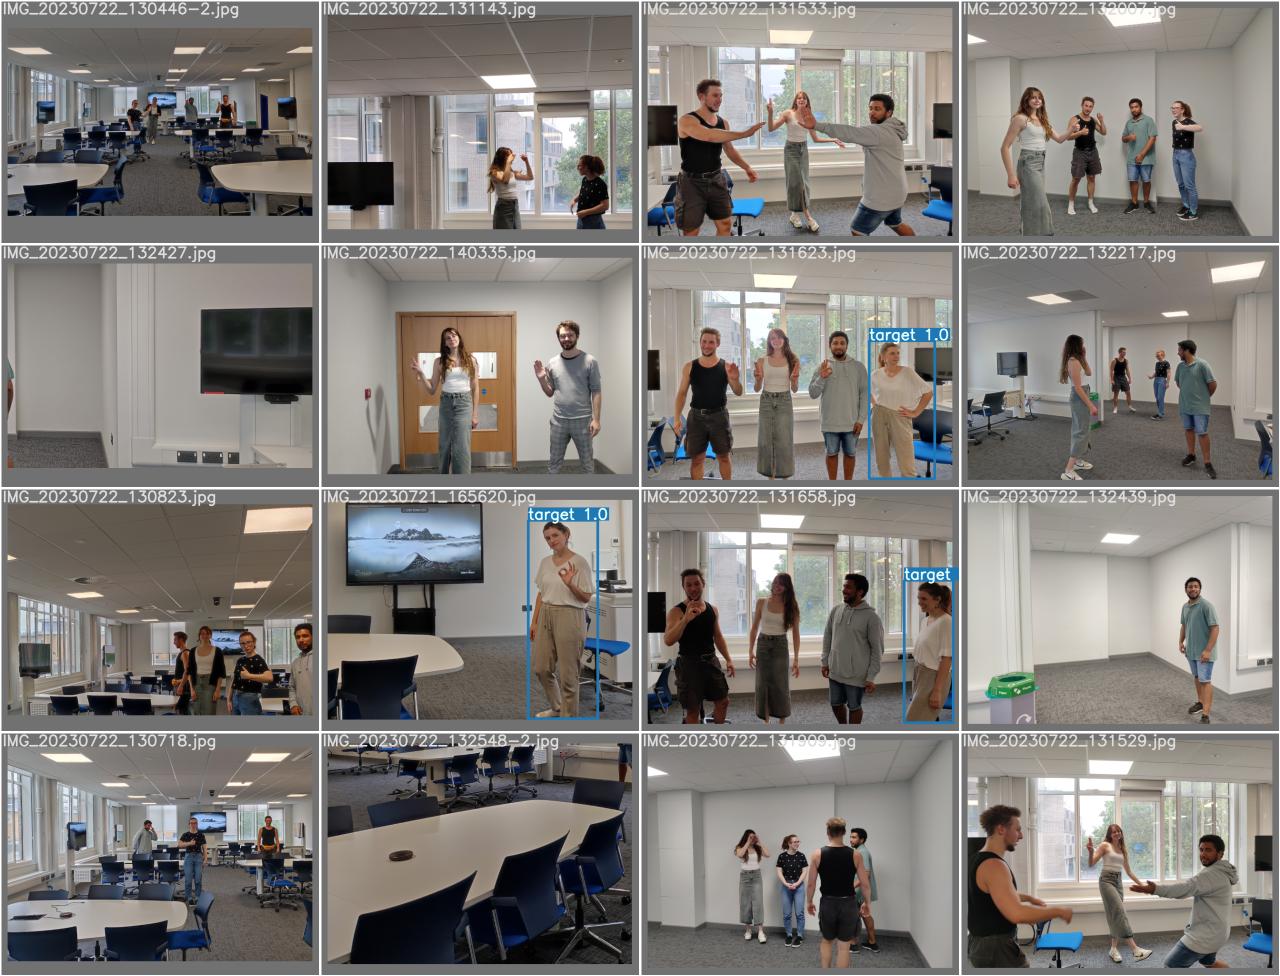 IMG_20230722_130446-2.jpg
IMG_20230722_131143.jpg
IMG_20230722_131533.jpg
IMG_20230722_132007.jpg
IMG_20230722_132427.jpg
IMG_20230722_140335.jpg
IMG_20230722_131623.jpg
target 1.0
IMG_20230722_132217.jpg
IMG_20230722_130823.jpg
IMG_20230721_165620.jpg
target 1.0
IMG_20230722_131658.jpg
target
IMG_20230722_132439.jpg
IMG_20230722_130718.jpg
IMG_20230722_132548-2.jpg
IMG_20230722_131909.jpg
IMG_20230722_131529.jpg